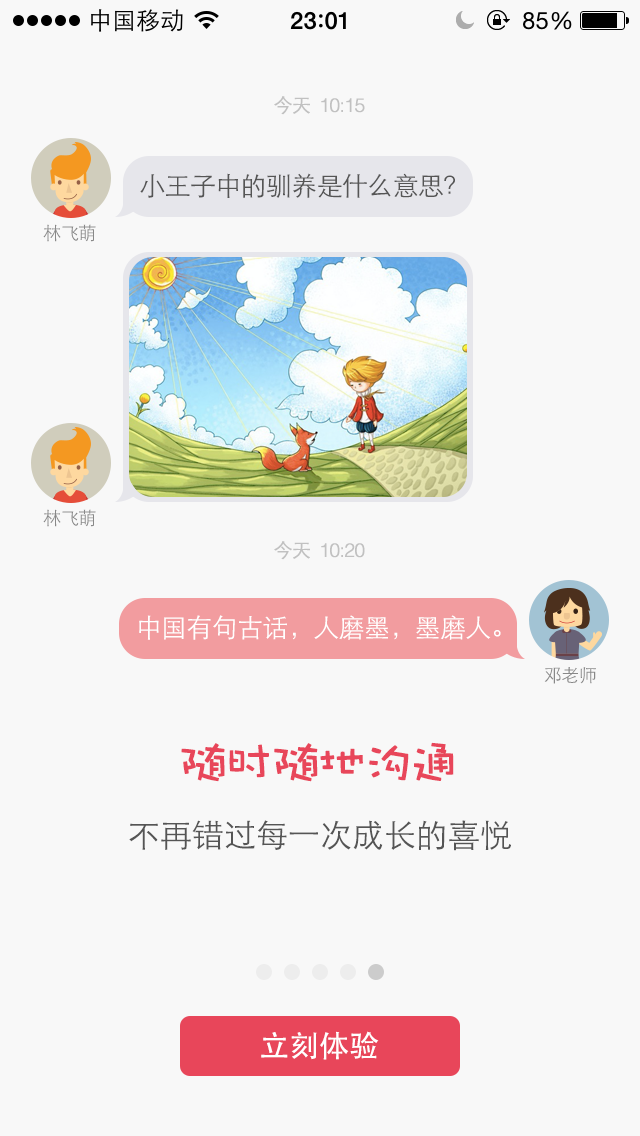 中国移动 23:01 85%
今天 10:15
小王子中的驯养是什么意思?
林飞萌
林飞萌
今天 10:20
中国有句古话，人磨墨，墨磨人。
邓老师
随时随地沟通
不再错过每一次成长的喜悦
立刻体验